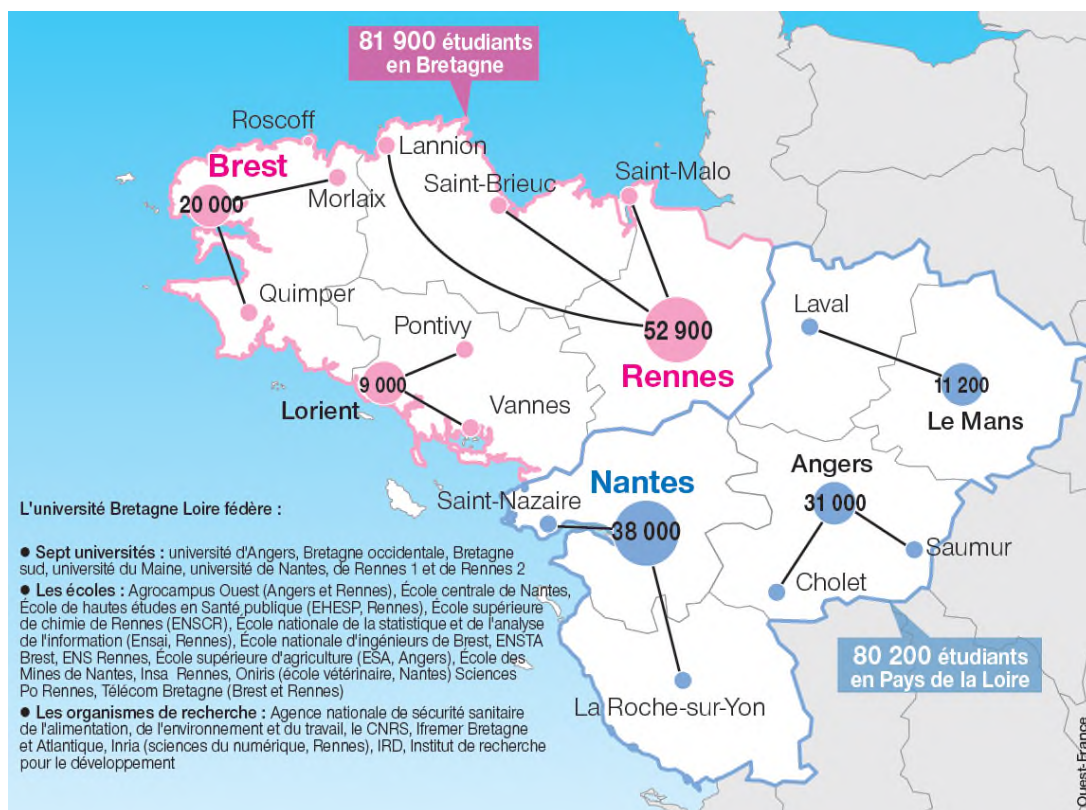 81 900 étudiants
en Bretagne
Roscoff
Lannion
Brest
Saint-Brieuc
Saint-Malo
20 000
Morlaix
Quimper
Pontivy
52 900
Rennes
Laval
9 000
Lorient
Vannes
11 200
Le Mans
Saint-Nazaire
Nantes
38 000
Angers
31 000
Saumur
Cholet
La Roche-sur-Yon
80 200 étudiants
en Pays de la Loire
L'université Bretagne Loire fédère :
● Sept universités : université d'Angers, Bretagne occidentale, Bretagne
sud, université du Maine, université de Nantes, de Rennes 1 et de Rennes 2
● Les écoles : Agrocampus Ouest (Angers et Rennes), École centrale de Nantes,
École de hautes études en Santé publique (EHESP, Rennes), École supérieure
de chimie de Rennes (ENSCR), École nationale de la statistique et de l'analyse
de l'information (Ensai, Rennes), École nationale d'ingénieurs de Brest, ENSTA
Brest, ENS Rennes, École supérieure d'agriculture (ESA, Angers), École des
Mines de Nantes, Insa Rennes, Oniris (école vétérinaire, Nantes) Sciences
Po Rennes, Télécom Bretagne (Brest et Rennes)
● Les organismes de recherche : Agence nationale de sécurité sanitaire
de l'alimentation, de l'environnement et du travail, le CNRS, Ifremer Bretagne
et Atlantique, Inria (sciences du numérique, Rennes), IRD, Institut de recherche
pour le développement
Ouest-France